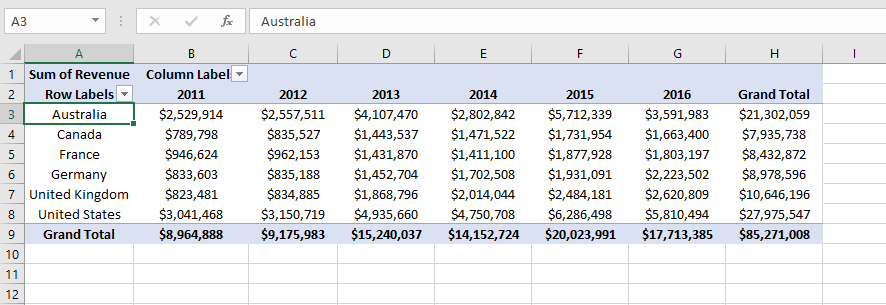 A3 fx Australia
A B C D E F G H I
1 Sum of Revenue Column Label
2 Row Labels 2011 2012 2013 2014 2015 2016 Grand Total
3 Australia $2,529,914 $2,557,511 $4,107,470 $2,802,842 $5,712,339 $3,591,983 $21,302,059
4 Canada $789,798 $835,527 $1,443,537 $1,471,522 $1,731,954 $1,663,400 $7,935,738
5 France $946,624 $962,153 $1,431,870 $1,411,100 $1,877,928 $1,803,197 $8,432,872
6 Germany $833,603 $835,188 $1,452,704 $1,702,508 $1,931,091 $2,223,502 $8,978,596
7 United Kingdom $823,481 $834,885 $1,868,796 $2,014,044 $2,484,181 $2,620,809 $10,646,196
8 United States $3,041,468 $3,150,719 $4,935,660 $4,750,708 $6,286,498 $5,810,494 $27,975,547
9 Grand Total $8,964,888 $9,175,983 $15,240,037 $14,152,724 $20,023,991 $17,713,385 $85,271,008
10
11
12